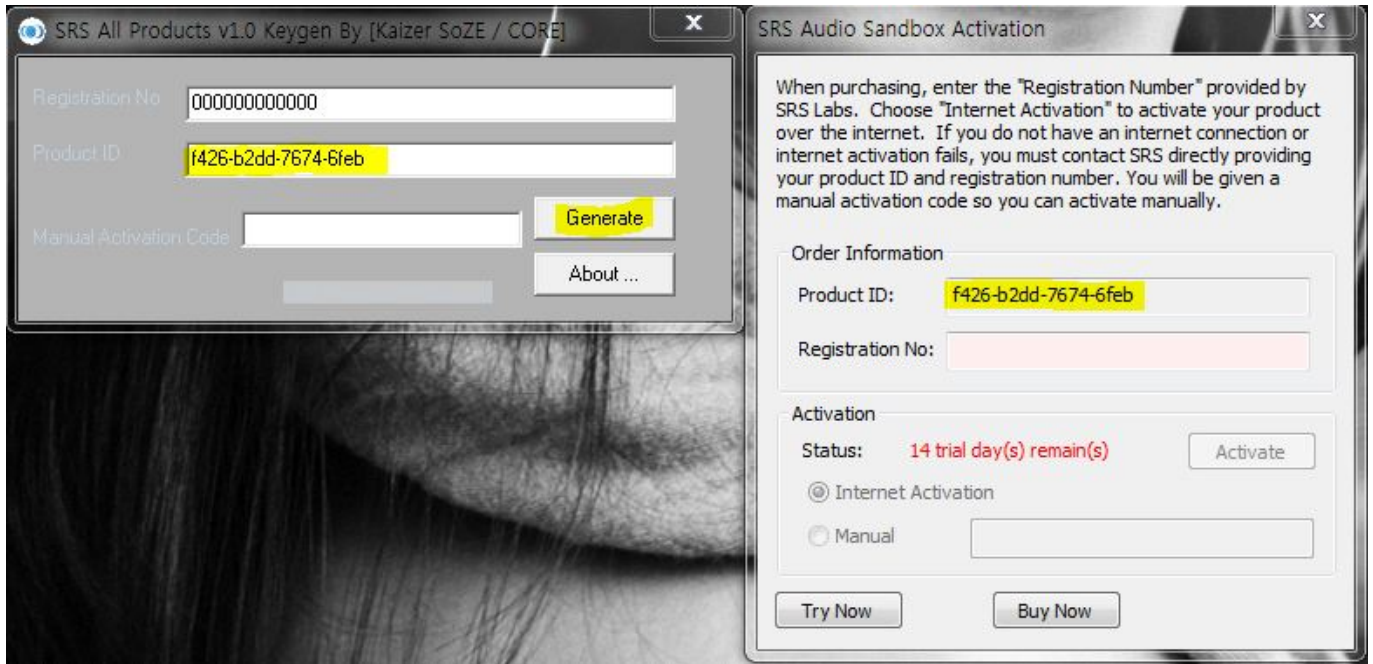 SRS All Products v1.0 Keygen By [Kaizer SoZE / CORE]
x
Registration No
000000000000
Product ID
f426-b2dd-7674-6feb
Manual Activation Code
Generate
About ...
SRS Audio Sandbox Activation
x
When purchasing, enter the "Registration Number" provided by
SRS Labs. Choose "Internet Activation" to activate your product
over the internet. If you do not have an internet connection or
internet activation fails, you must contact SRS directly providing
your product ID and registration number. You will be given a
manual activation code so you can activate manually.
Order Information
Product ID: f426-b2dd-7674-6feb
Registration No:
Activation
Status: 14 trial day(s) remain(s)
Activate
Internet Activation
Manual
Try Now
Buy Now